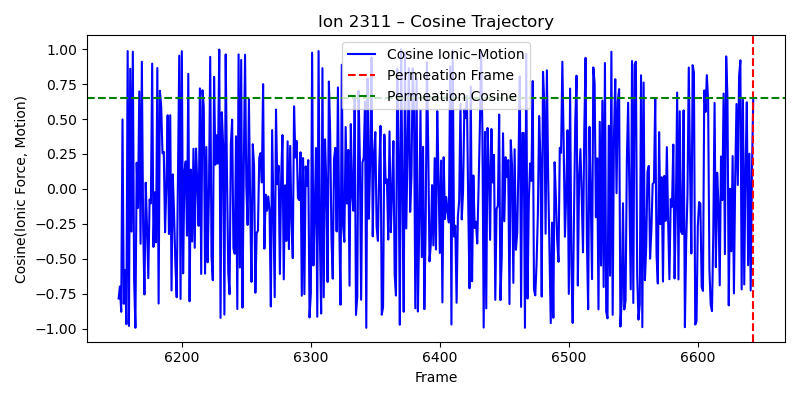 Ion 2311 – Cosine Trajectory
Cosine(Ionic Force, Motion)
1.00
0.75
0.50
0.25
0.00
−0.25
−0.50
−0.75
−1.00
Cosine Ionic–Motion
Permeation Frame
Permeation Cosine
6200
6300
6400
6500
6600
Frame